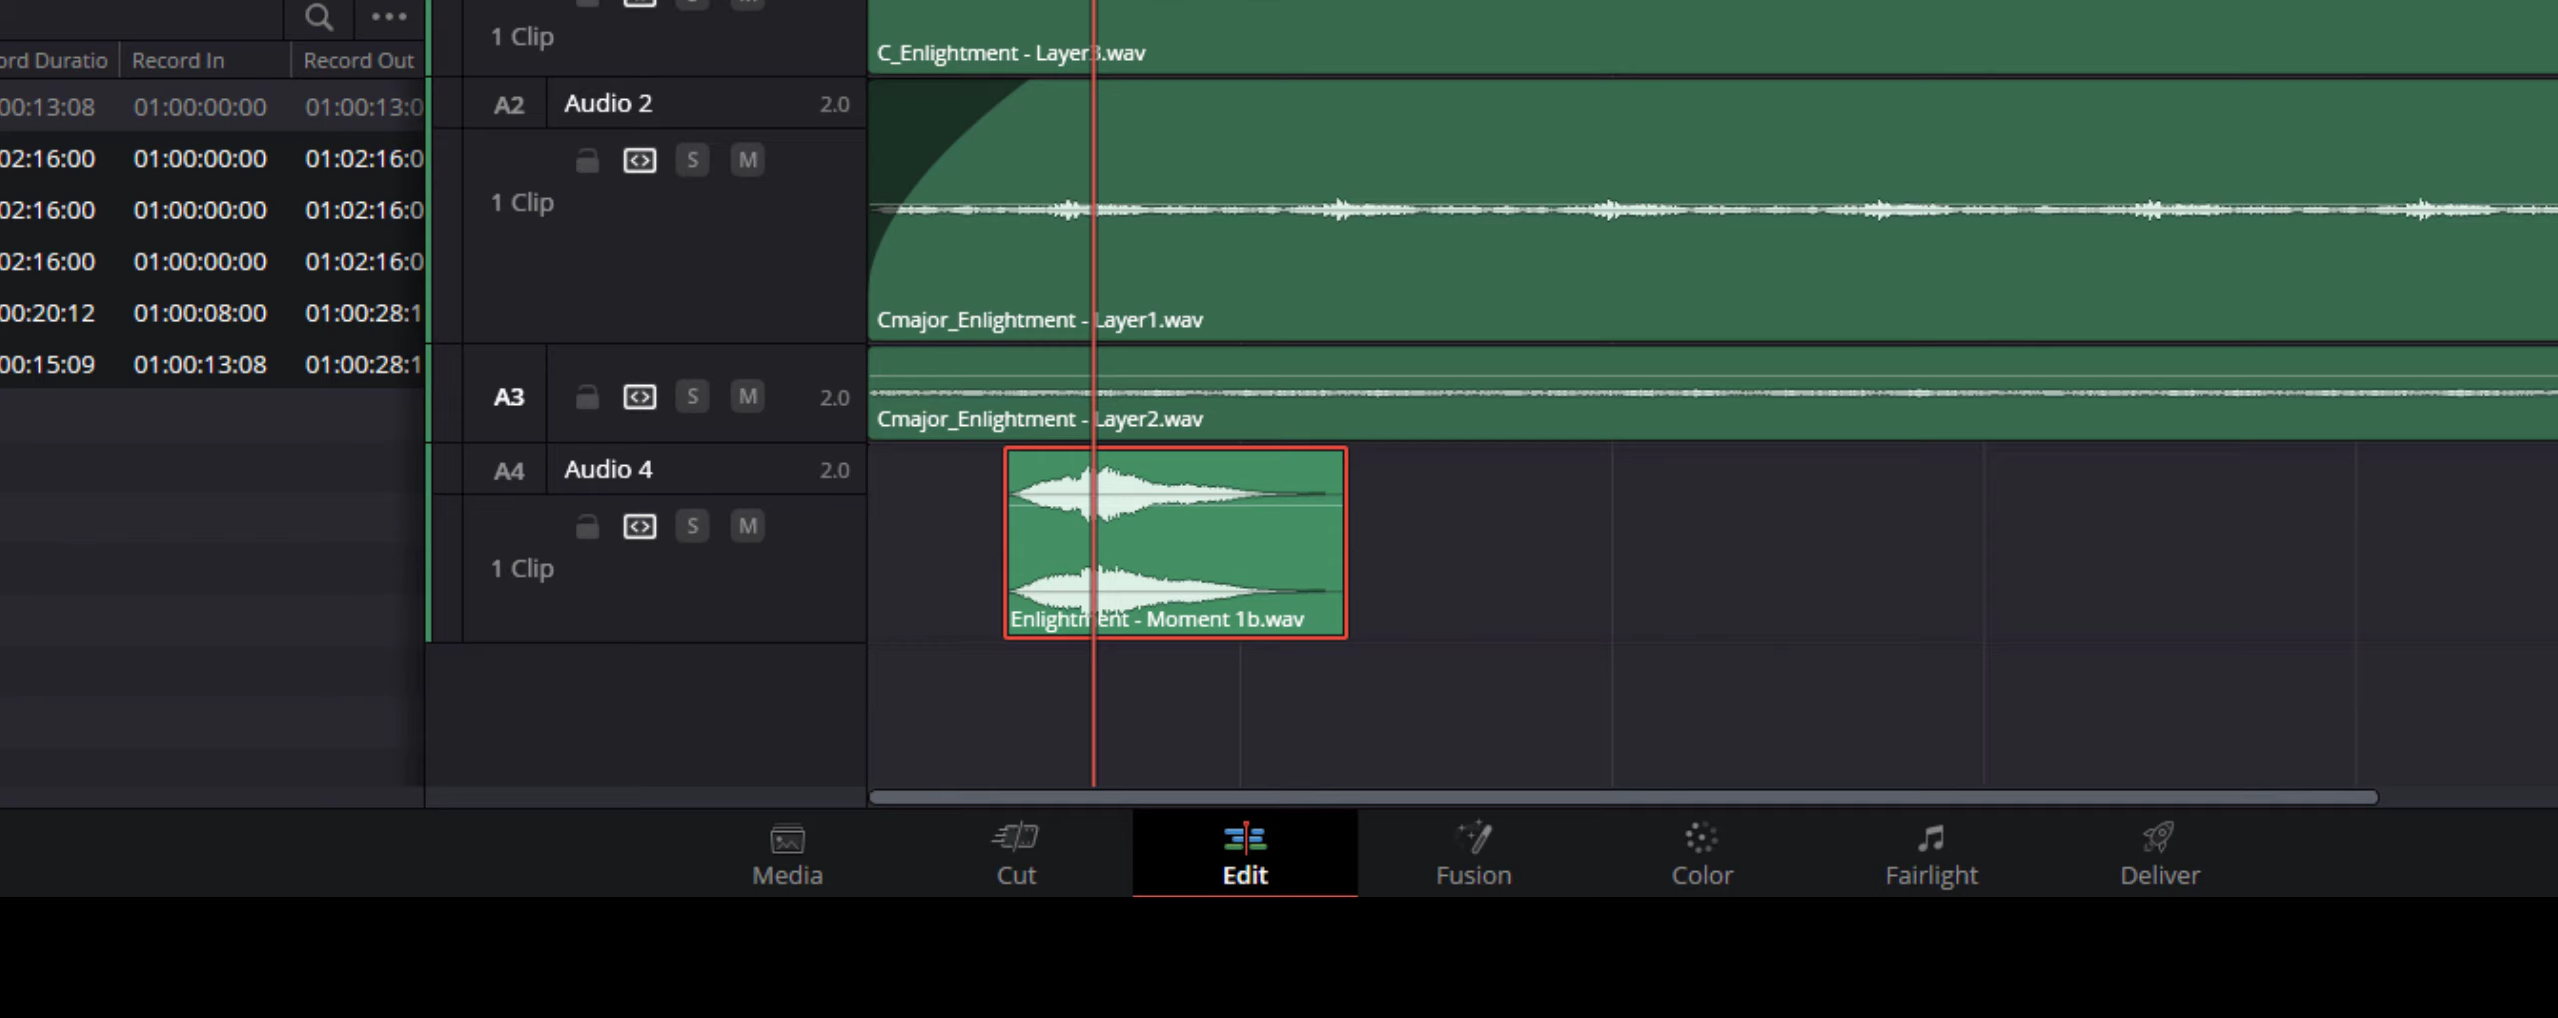 1 Clip
C_Enlightment - Layer3.wav
ord Duratio Record In Record Out
00:13:08 01:00:00:00 01:00:13:0
A2 Audio 2 2.0
02:16:00 01:00:00:00 01:02:16:0
S M
1 Clip
02:16:00 01:00:00:00 01:02:16:0
02:16:00 01:00:00:00 01:02:16:0
00:20:12 01:00:08:00 01:00:28:1
Cmajor_Enlightment - Layer1.wav
00:15:09 01:00:13:08 01:00:28:1
A3 S M 2.0
Cmajor_Enlightment - Layer2.wav
A4 Audio 4 2.0
S M
1 Clip
Enlightment - Moment 1b.wav
Media Cut Edit Fusion Color Fairlight Deliver